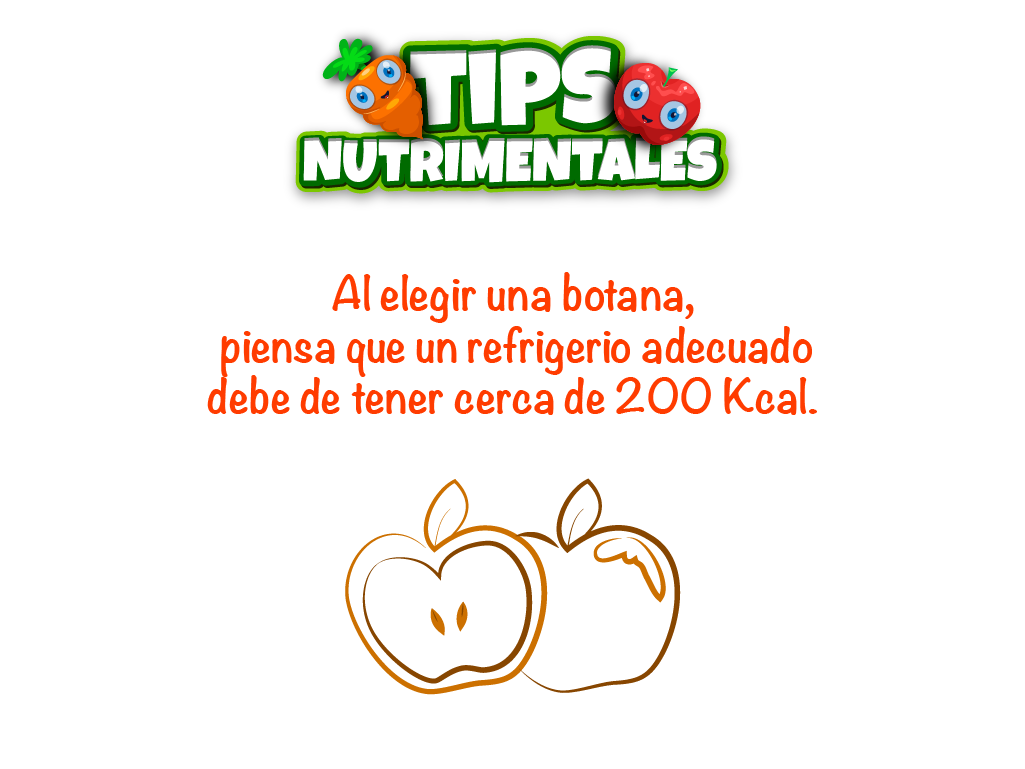 TIPS
NUTRIMENTALES
Al elegir una botana,
piensa que un refrigerio adecuado
debe de tener cerca de 200 Kcal.